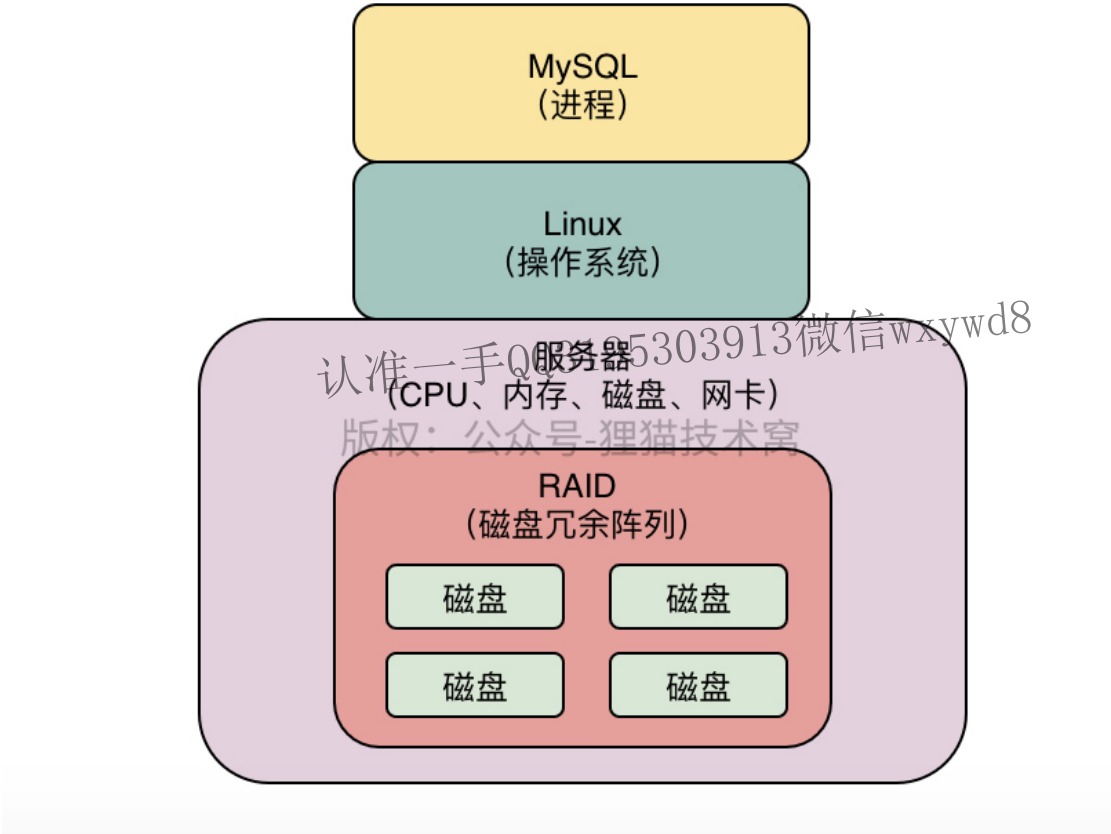 MySQL
（进程）
Linux
（操作系统）
认准一手QQ3195303913微信wxywd8
服务器
（CPU、内存、磁盘、网卡）
版权：公众号-狸猫技术窝
RAID
（磁盘冗余阵列）
磁盘
磁盘
磁盘
磁盘